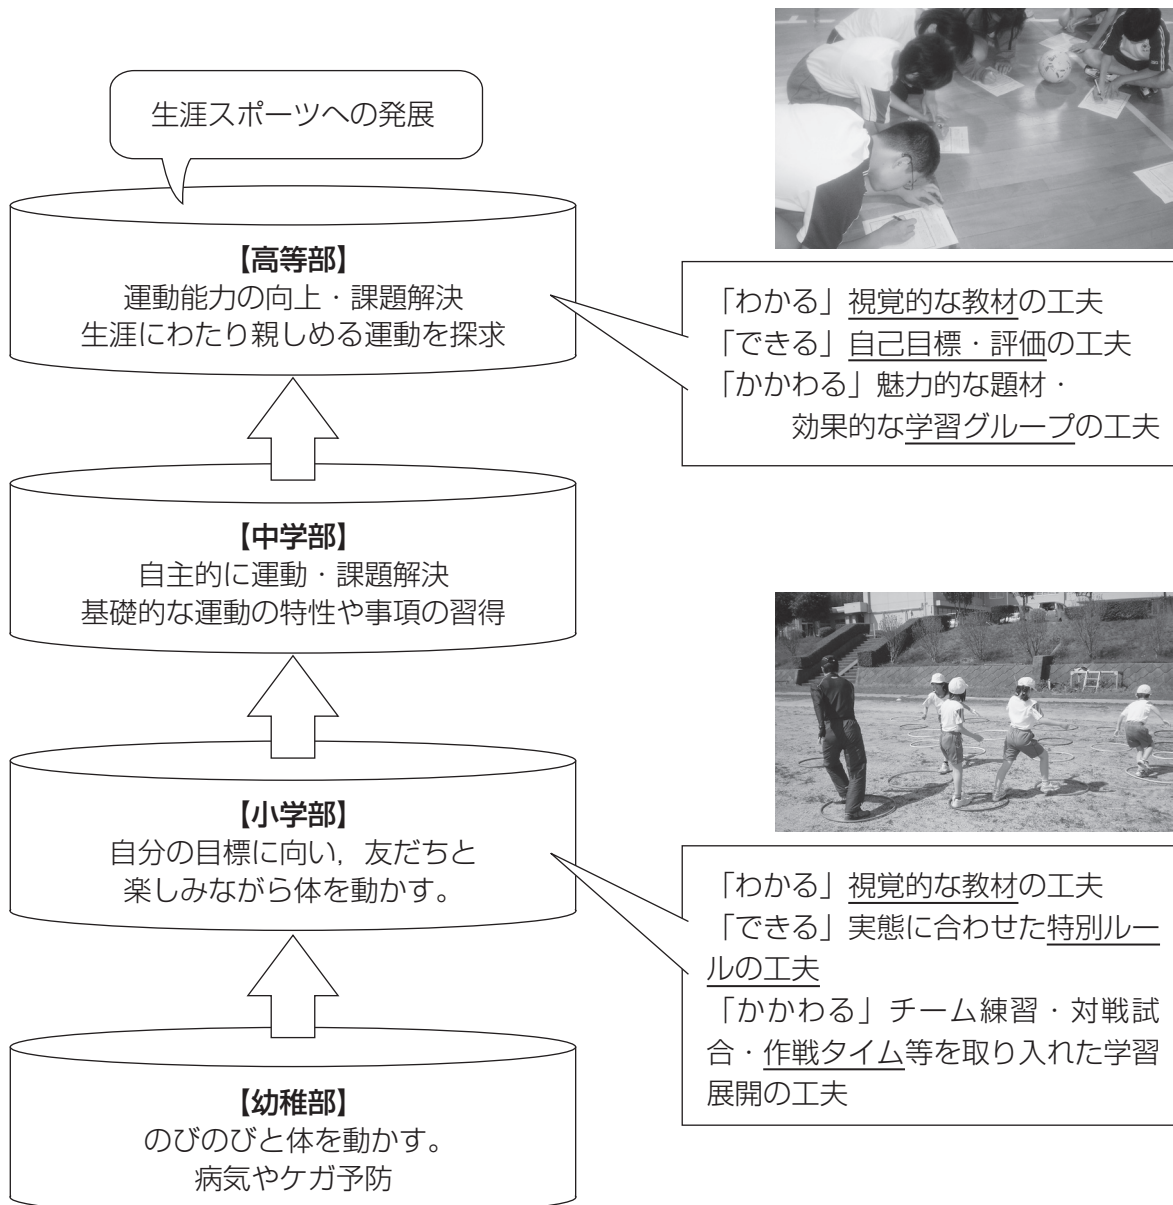 生涯スポーツへの発展
【高等部】
運動能力の向上・課題解決
生涯にわたり親しめる運動を探求
「わかる」視覚的な教材の工夫
「できる」自己目標・評価の工夫
「かかわる」魅力的な題材・
効果的な学習グループの工夫
【中学部】
自主的に運動・課題解決
基礎的な運動の特性や事項の習得
【小学部】
自分の目標に向い，友だちと
楽しみながら体を動かす。
「わかる」視覚的な教材の工夫
「できる」実態に合わせた特別ルー
ルの工夫
「かかわる」チーム練習・対戦試
合・作戦タイム等を取り入れた学習
展開の工夫
【幼稚部】
のびのびと体を動かす。
病気やケガ予防